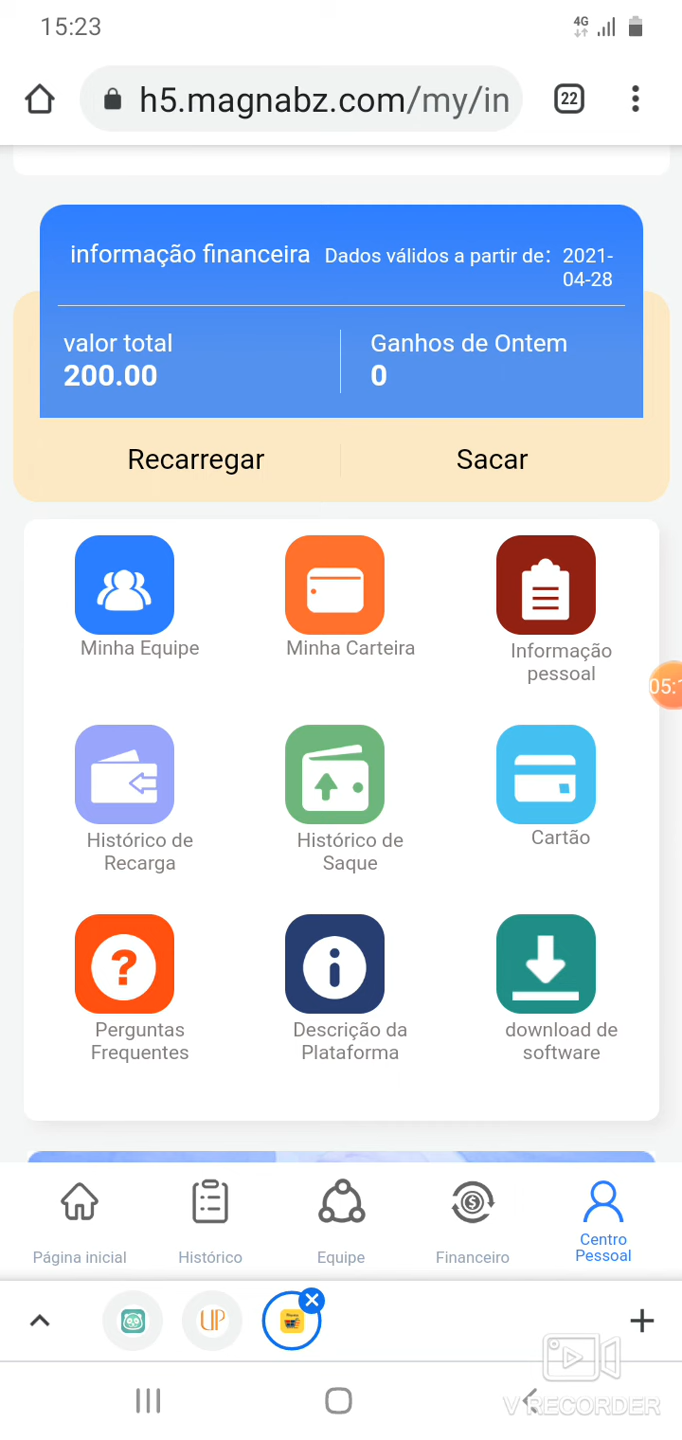 15:23
4G
h5.magnabz.com/my/in
22
informação financeira Dados válidos a partir de: 2021-
04-28
valor total Ganhos de Ontem
200.00 0
Recarregar Sacar
Minha Equipe Minha Carteira Informação
pessoal
05:1
Histórico de Histórico de Cartão
Recarga Saque
Perguntas Descrição da download de
Frequentes Plataforma software
Página inicial Histórico Equipe Financeiro Centro
Pessoal
UP
V RECORDER